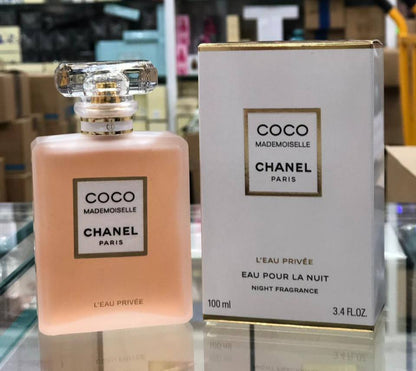 COCO
MADEMOISELLE
CHANEL
PARIS
L'EAU PRIVÉE
COCO
MADEMOISELLE
CHANEL
PARIS
L'EAU PRIVÉE
EAU POUR LA NUIT
NIGHT FRAGRANCE
100 ml
3.4 FL.OZ.